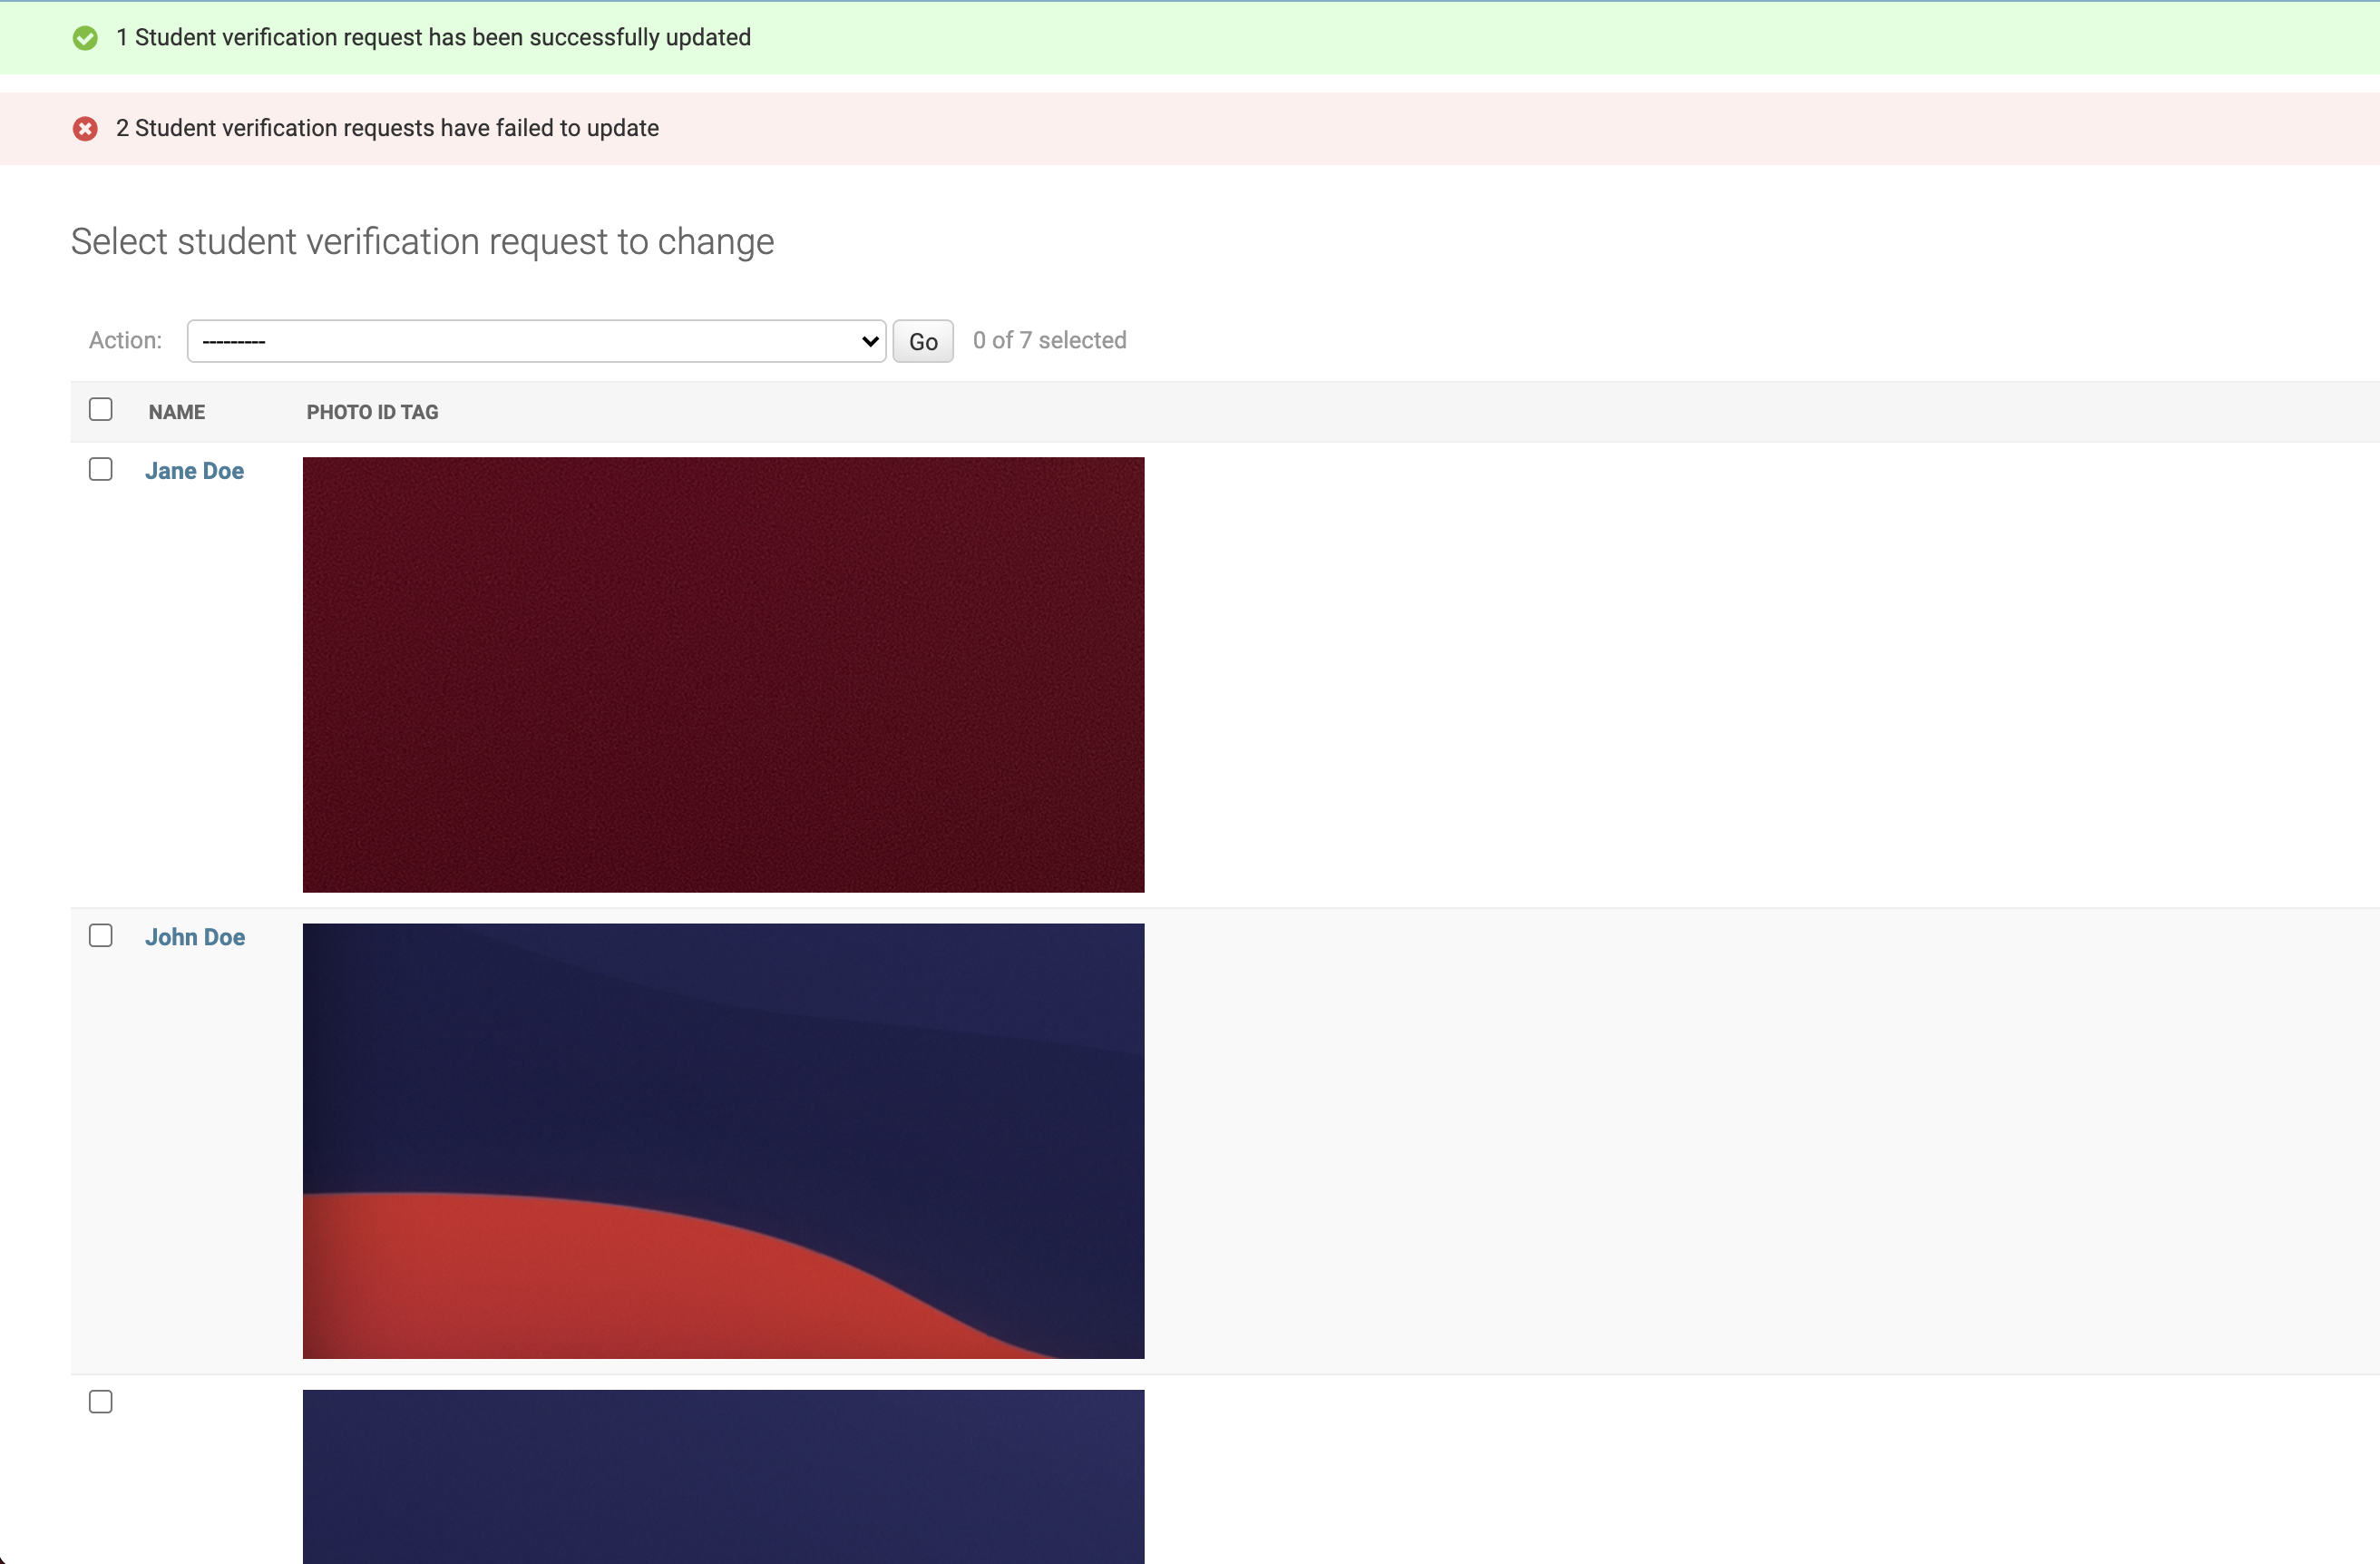 1 Student verification request has been successfully updated
2 Student verification requests have failed to update
Select student verification request to change
Action: --------- Go 0 of 7 selected
NAME PHOTO ID TAG
Jane Doe
John Doe